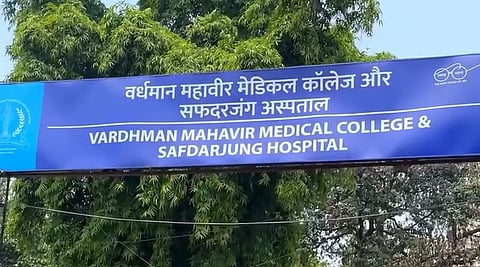 वर्धमान महावीर मेडिकल कॉलेज और
सफदरजंग अस्पताल
VARDHMAN MAHAVIR MEDICAL COLLEGE &
SAFDARJUNG HOSPITAL